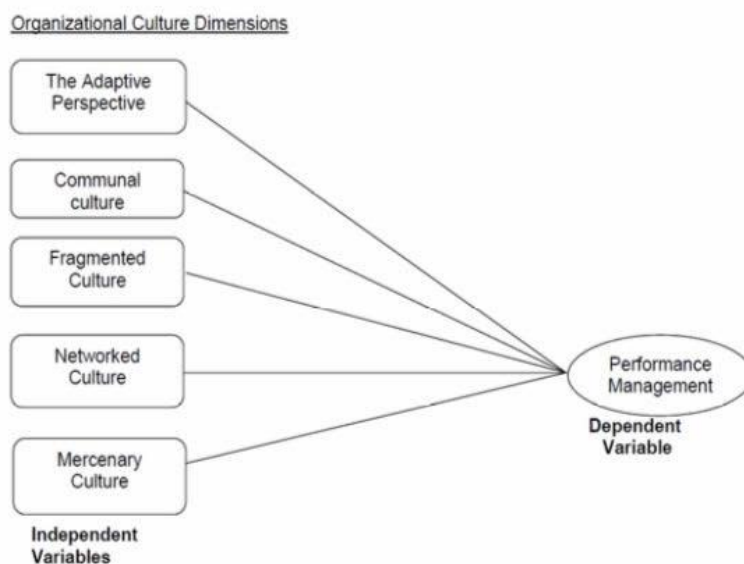 Organizational Culture Dimensions
The Adaptive
Perspective
Communal
culture
Fragmented
Culture
Networked
Culture
Mercenary
Culture
Independent
Variables
Performance
Management
Dependent
Variable